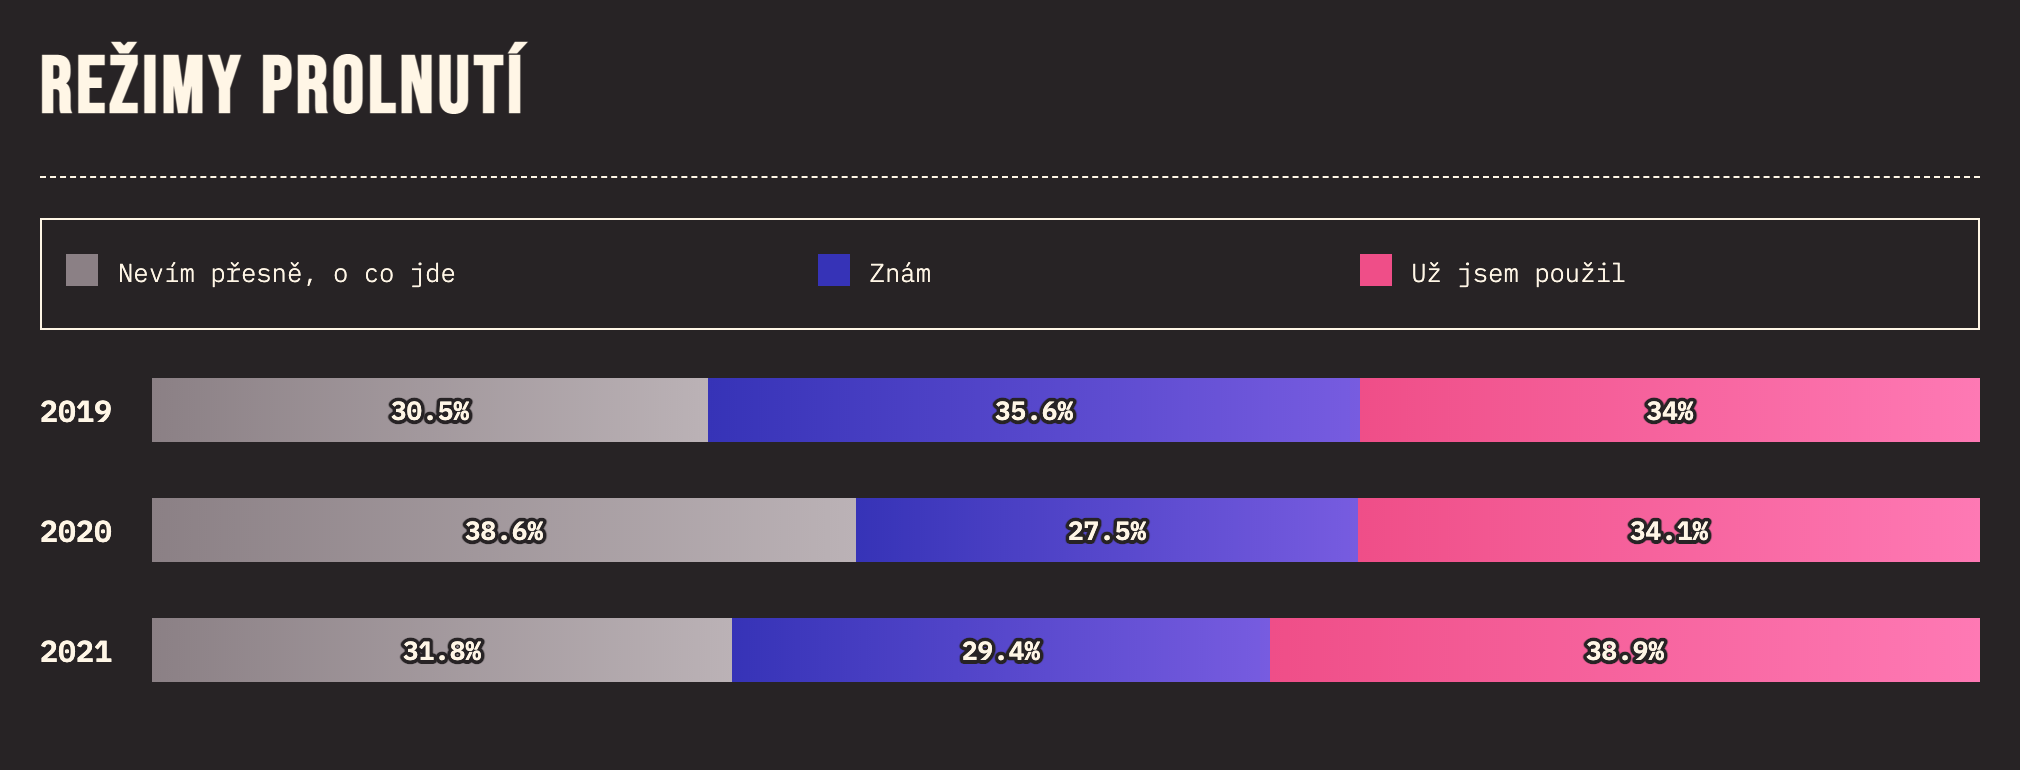 REŽIMY PROLNUTÍ
Nevím přesně, o co jde Znám Už jsem použil
2019 30.5% 35.6% 34%
2020 38.6% 27.5% 34.1%
2021 31.8% 29.4% 38.9%